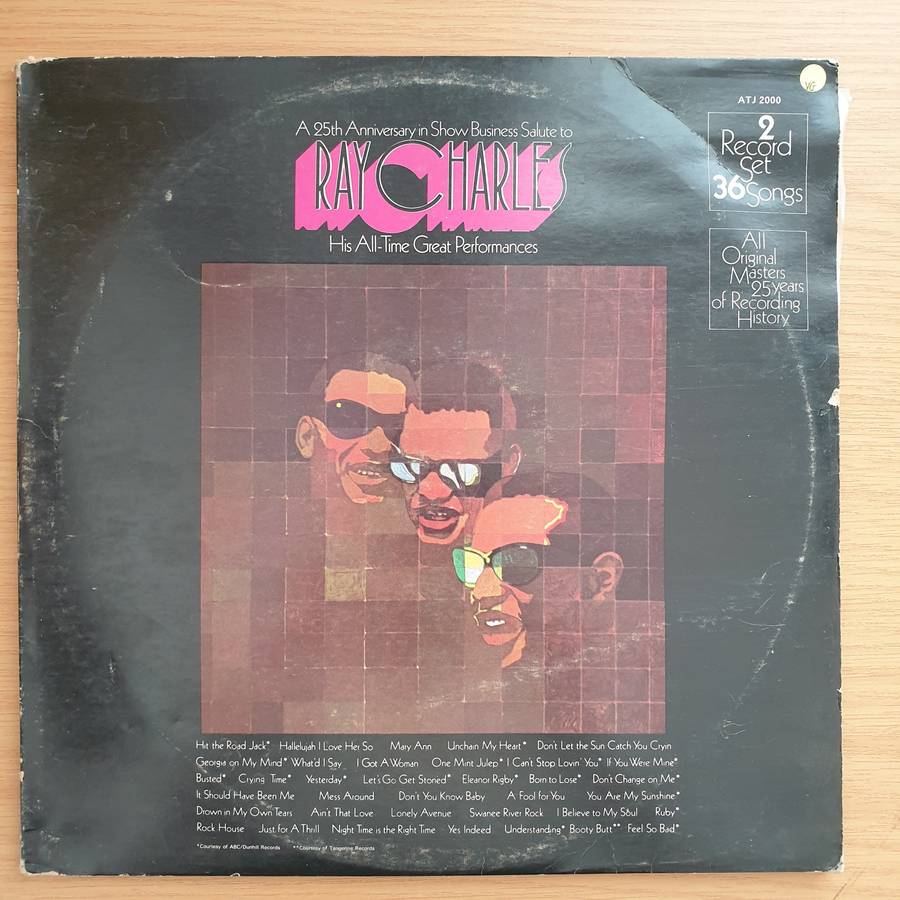 VG
ATJ 2000
A 25th Anniversary in Show Business Salute to
RAY CHARLES
His All-Time Great Performances
2
Record
Set
36 Songs
All
Original
Masters
25 years
of Recording
History
Hit the Road Jack* Hallelujah I Love Her So Mary Ann Unchain My Heart* Don't Let the Sun Catch You Cryin
Georgia on My Mind* What'd I Say I Got A Woman One Mint Julep* I Can't Stop Lovin' You* If You Were Mine*
Busted* Crying Time* Yesterday* Let's Go Get Stoned* Eleanor Rigby* Born to Lose* Don't Change on Me*
It Should Have Been Me Mess Around Don't You Know Baby A Fool for You You Are My Sunshine*
Drown in My Own Tears Ain't That Love Lonely Avenue Swanee River Rock I Believe to My Soul Ruby*
Rock House Just for A Thrill Night Time is the Right Time Yes Indeed Understanding* Booty Butt** Feel So Bad*
*Courtesy of ABC/Dunhill Records **Courtesy of Tangerine Records